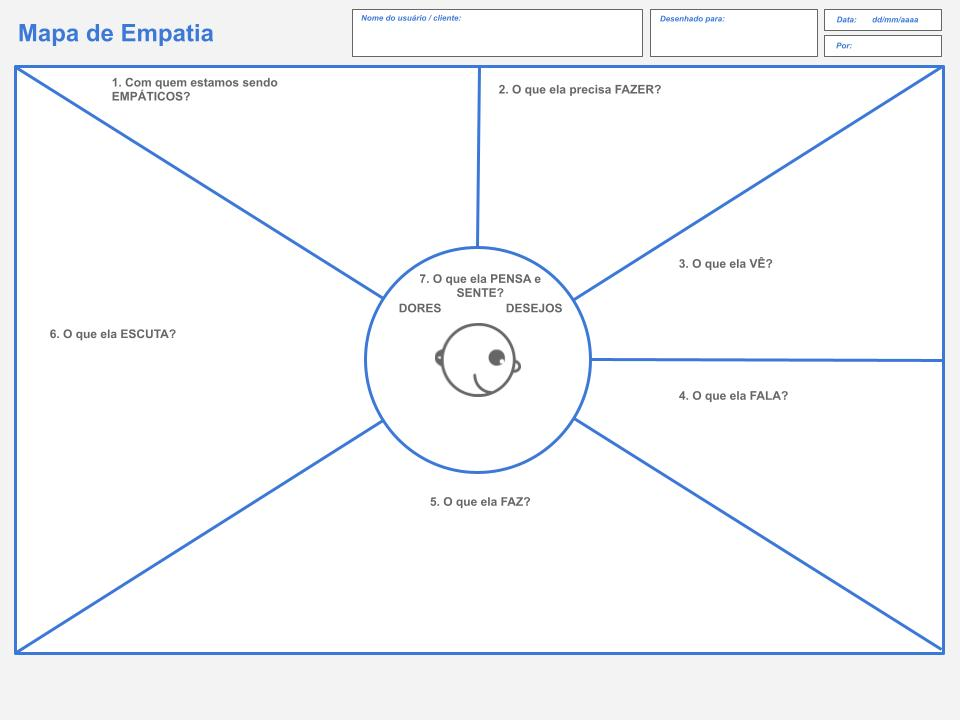 Mapa de Empatia
Nome do usuário / cliente:
Desenhado para:
Data: dd/mm/aaaa
Por:
1. Com quem estamos sendo
EMPÁTICOS?
2. O que ela precisa FAZER?
3. O que ela VÊ?
4. O que ela FALA?
5. O que ela FAZ?
6. O que ela ESCUTA?
7. O que ela PENSA e
SENTE?
DORES DESEJOS